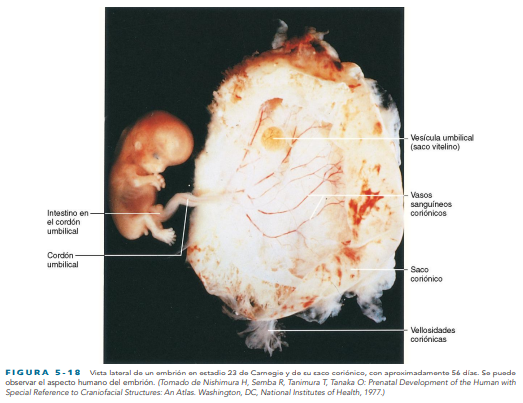 Vesícula umbilical
(saco vitelino)
Vasos
sanguíneos
coriónicos
Intestino en
el cordón
umbilical
Cordón
umbilical
Saco
coriónico
Vellosidades
coriónicas
FIGURA 5-18 Vista lateral de un embrión en estadio 23 de Carnegie y de su saco coriónico, con aproximadamente 56 días. Se puede
observar el aspecto humano del embrión. (Tomado de Nishimura H, Semba R, Tanimura T, Tanaka O: Prenatal Development of the Human with
Special Reference to Craniofacial Structures: An Atlas. Washington, DC, National Institutes of Health, 1977.)